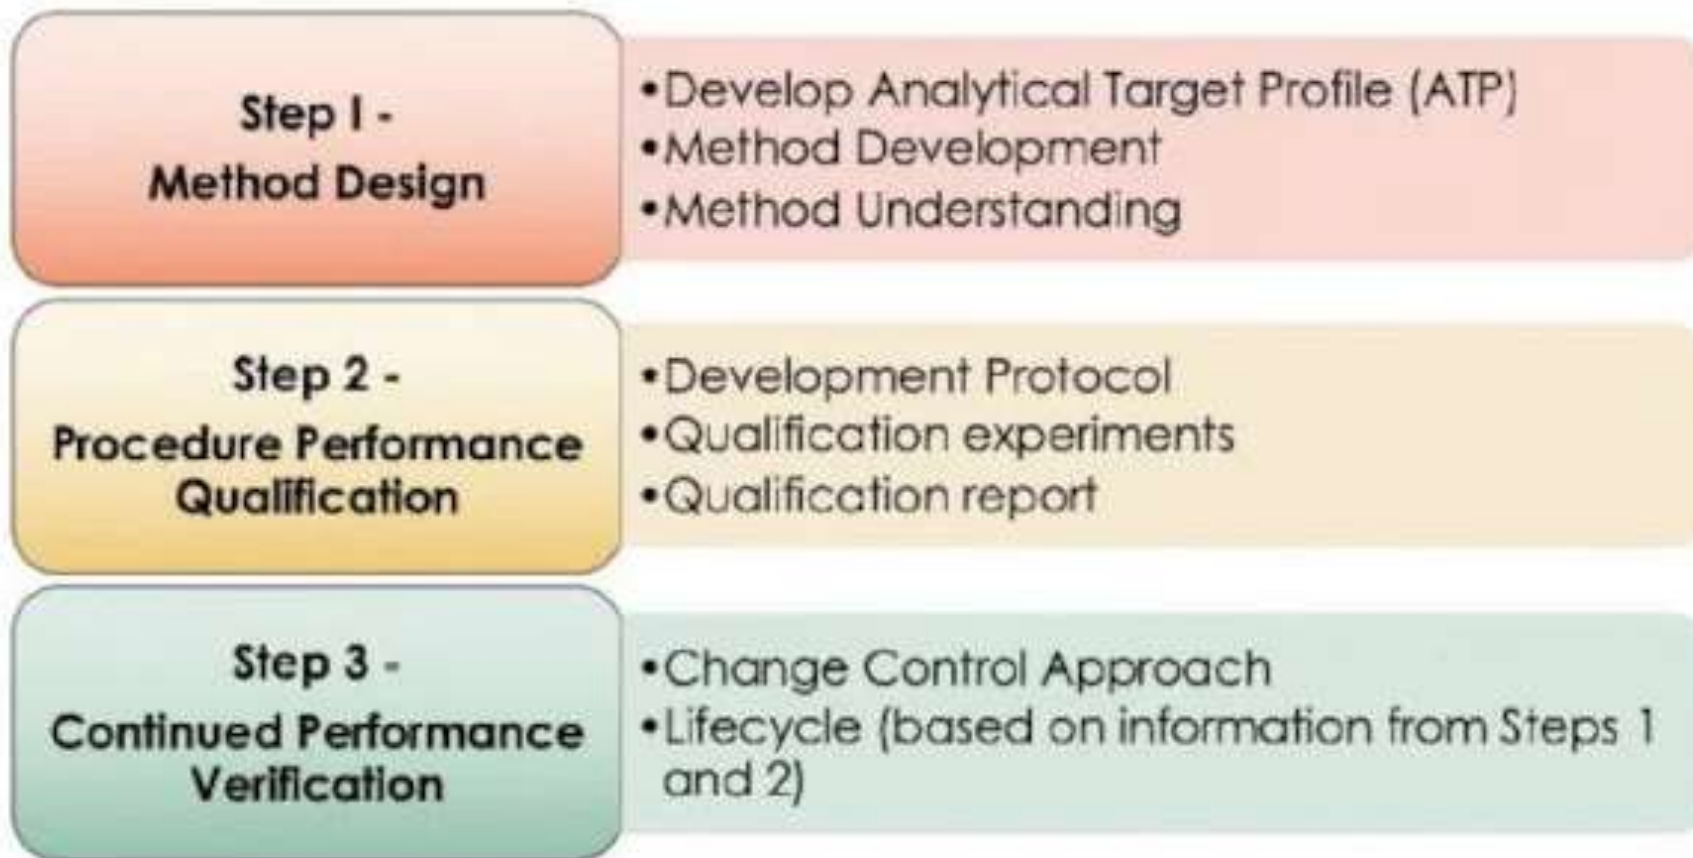 Step I -
Method Design
•Develop Analytical Target Profile (ATP)
•Method Development
•Method Understanding
Step 2 -
Procedure Performance
Qualification
•Development Protocol
•Qualification experiments
•Qualification report
Step 3 -
Continued Performance
Verification
•Change Control Approach
•Lifecycle (based on information from Steps 1
and 2)